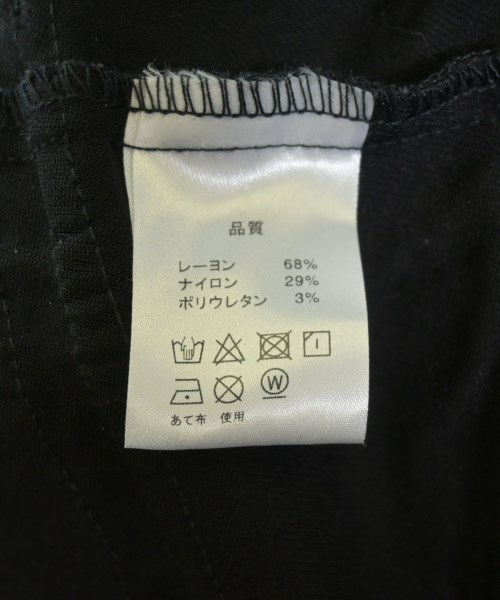 品質
レーヨン 68%
ナイロン 29%
ポリウレタン 3%
W
あて布 使用